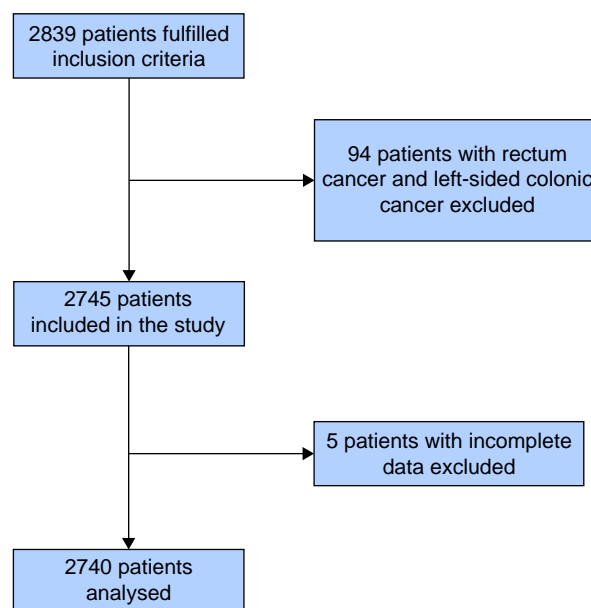 2839 patients fulfilled
inclusion criteria
94 patients with rectum
cancer and left-sided colonic
cancer excluded
2745 patients
included in the study
5 patients with incomplete
data excluded
2740 patients
analysed